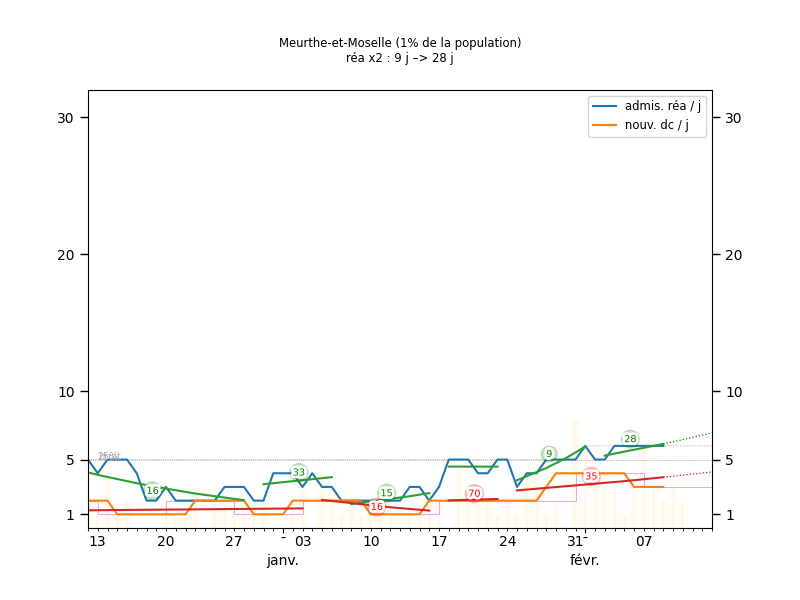 Meurthe-et-Moselle (1% de la population)
réa x2 : 9 j –> 28 j
admis. réa / j
nouv. dc / j
30 30
20 20
10 10
5 5
1 1
16
33
15
16
70
9
35
28
13 20 27 - 03 10 17 24 31 - 07
janv. févr.